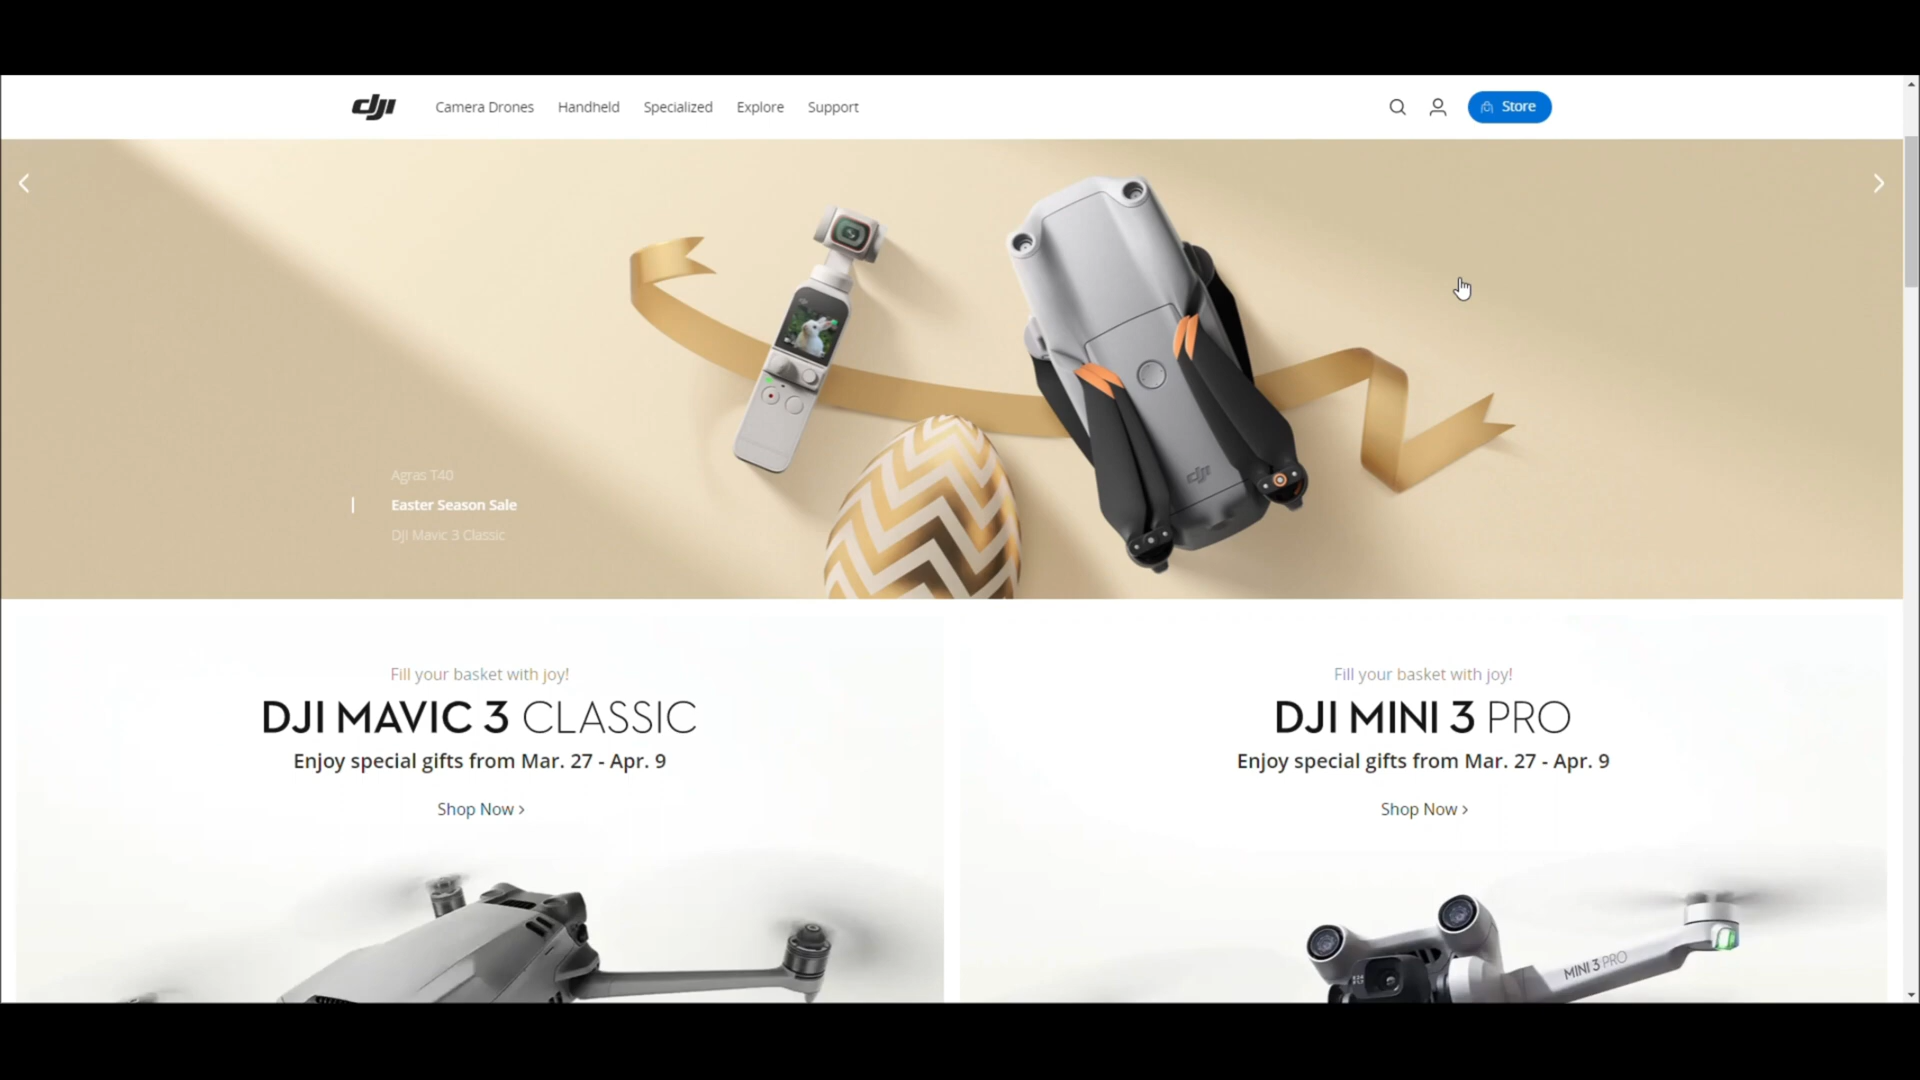 dji
Camera Drones
Handheld
Specialized
Explore
Support
Store
dji
Agras T40
Easter Season Sale
DJI Mavic 3 Classic
Fill your basket with joy!
DJI MAVIC 3 CLASSIC
Enjoy special gifts from Mar. 27 - Apr. 9
Shop Now >
Fill your basket with joy!
DJI MINI 3 PRO
Enjoy special gifts from Mar. 27 - Apr. 9
Shop Now >
MINI 3 PRO